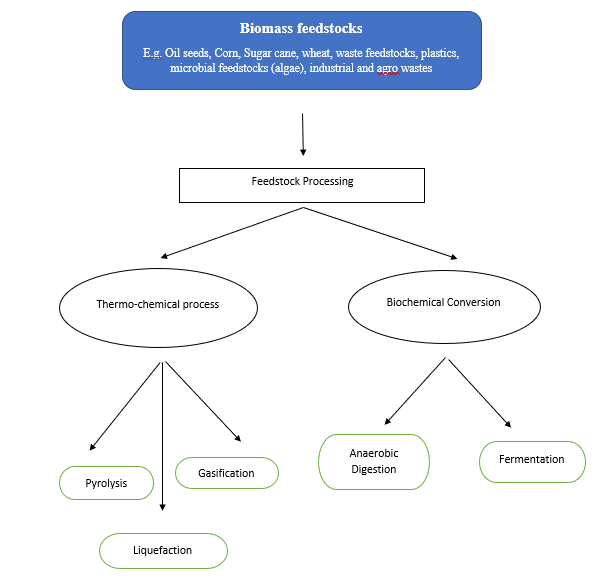 Biomass feedstocks
E.g. Oil seeds, Corn, Sugar cane, wheat, waste feedstocks, plastics,
microbial feedstocks (algae), industrial and agro wastes
Feedstock Processing
Thermo-chemical process
Biochemical Conversion
Anaerobic
Digestion
Fermentation
Gasification
Pyrolysis
Liquefaction